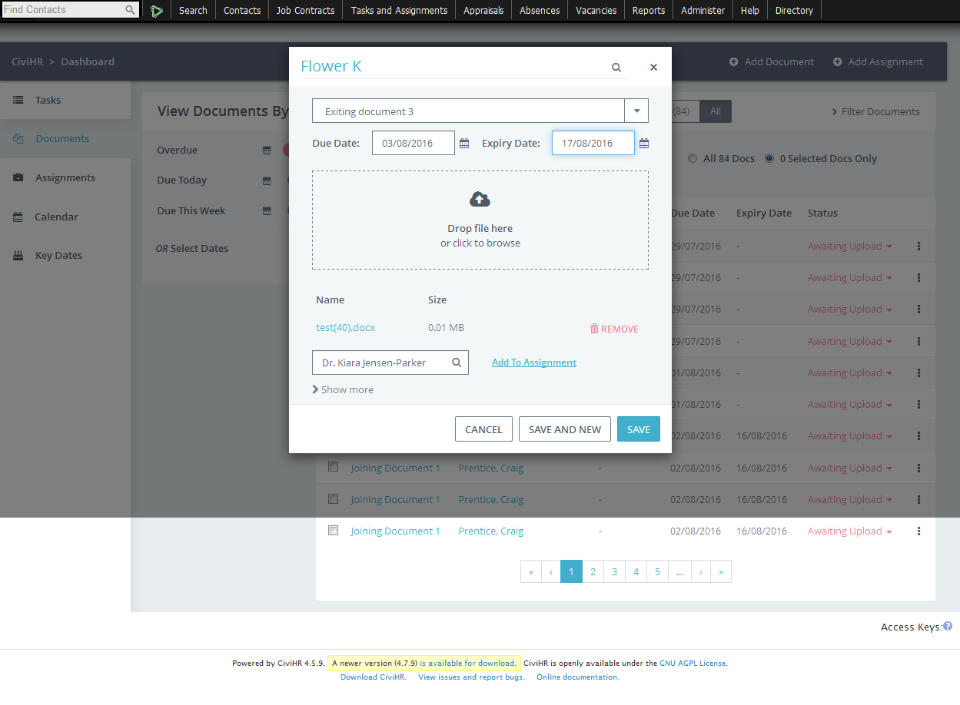 Find Contacts Search Contacts Job Contracts Tasks and Assignments Appraisals Absences Vacancies Reports Administer Help Directory
CiviHR > Dashboard
Add Document Add Assignment
Tasks
Documents
Assignments
Calendar
Key Dates
View Documents By
(84) All
Filter Documents
Overdue
Due Today
Due This Week
OR Select Dates
All 84 Docs 0 Selected Docs Only
Flower K
×
Exiting document 3
Due Date: 03/08/2016 Expiry Date: 17/08/2016
Drop file here
or click to browse
Name Size
test(40).docx 0.01 MB REMOVE
Dr. Kiara Jensen-Parker Add To Assignment
Show more
CANCEL SAVE AND NEW SAVE
Due Date Expiry Date Status
29/07/2016 - Awaiting Upload
29/07/2016 - Awaiting Upload
29/07/2016 - Awaiting Upload
29/07/2016 - Awaiting Upload
01/08/2016 - Awaiting Upload
01/08/2016 - Awaiting Upload
02/08/2016 16/08/2016 Awaiting Upload
Joining Document 1 Prentice, Craig - 02/08/2016 16/08/2016 Awaiting Upload
Joining Document 1 Prentice, Craig - 02/08/2016 16/08/2016 Awaiting Upload
Joining Document 1 Prentice, Craig - 02/08/2016 16/08/2016 Awaiting Upload
« ‹ 1 2 3 4 5 ... › »
Access Keys:?
Powered by CiviHR 4.5.9. A newer version (4.7.9) is available for download. CiviHR is openly available under the GNU AGPL License.
Download CiviHR. View issues and report bugs. Online documentation.